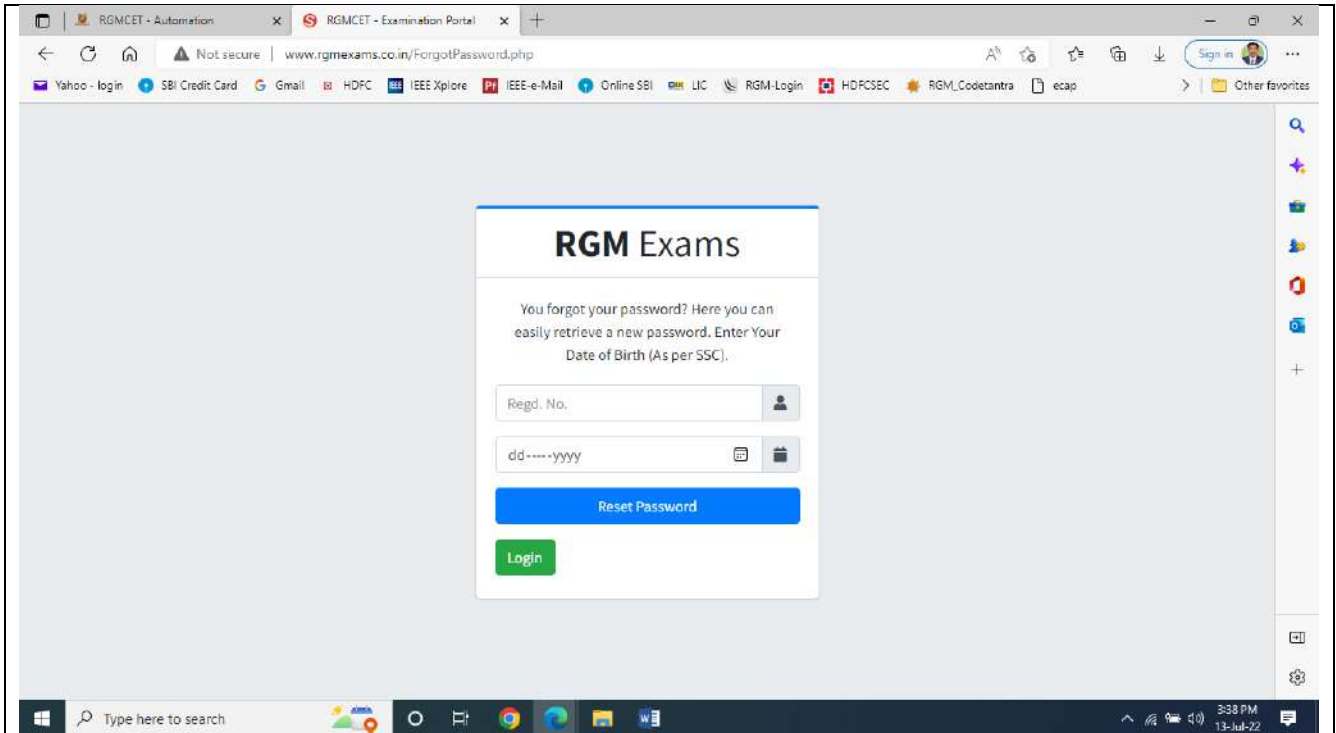 RGMCET - Automation
RGMCET - Examination Portal
Not secure | www.rgmexams.co.in/ForgotPassword.php
Sign in
Yahoo - login SBI Credit Card Gmail HDFC IEEE Xplore IEEE-e-Mail Online SBI LIC RGM-Login HDFCSEC RGM_Codetantra ecap Other favorites
RGM Exams
You forgot your password? Here you can
easily retrieve a new password. Enter Your
Date of Birth (As per SSC).
Regd. No.
dd-----yyyy
Reset Password
Login
Type here to search
3:38 PM
13-Jul-22